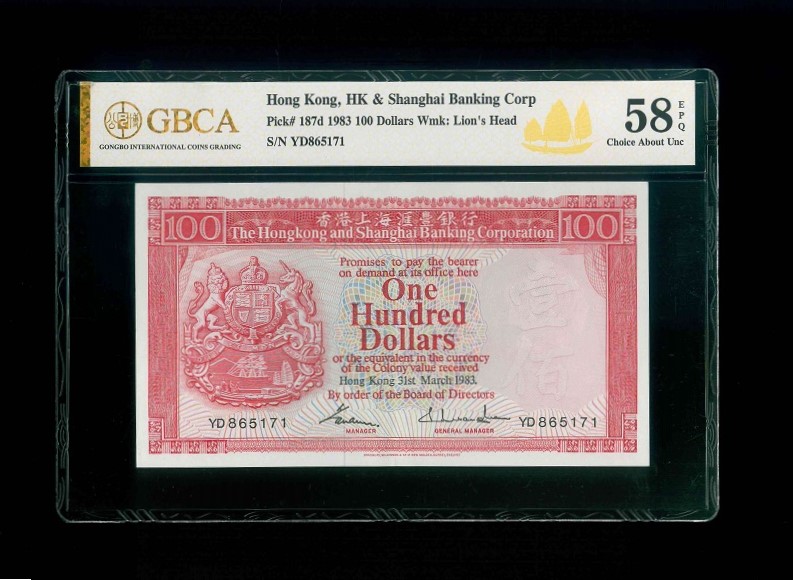 GBCA
GONGBO INTERNATIONAL COINS GRADING
Hong Kong, HK & Shanghai Banking Corp
Pick# 187d 1983 100 Dollars Wmk: Lion's Head
S/N YD865171
58
EPQ
Choice About Unc
100
香港上海滙豐銀行
100
The Hongkong and Shanghai Banking Corporation
Promises to pay the bearer
on demand at its office here
One
Hundred
Dollars
or the equivalent in the currency
of the Colony value received
Hong Kong 31st March 1983.
By order of the Board of Directors
壹佰
YD865171
YD865171
MANAGER
GENERAL MANAGER